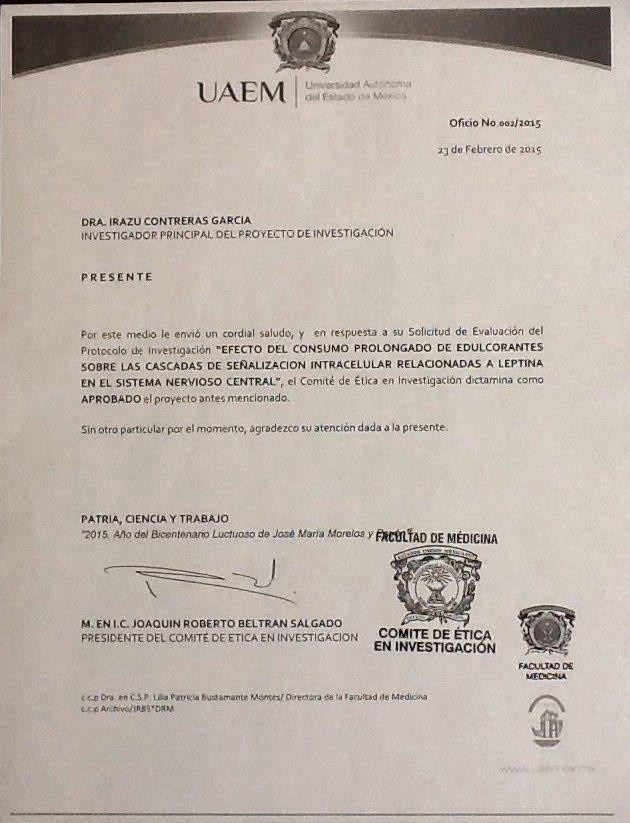 UAEM
Universidad Autónoma
del Estado de México
Oficio No.002/2015
23 de Febrero de 2015
DRA. IRAZU CONTRERAS GARCIA
INVESTIGADOR PRINCIPAL DEL PROYECTO DE INVESTIGACIÓN
PRESENTE
Por este medio le envió un cordial saludo, y en respuesta a su Solicitud de Evaluación del
Protocolo de Investigación "EFECTO DEL CONSUMO PROLONGADO DE EDULCORANTES
SOBRE LAS CASCADAS DE SEÑALIZACION INTRACELULAR RELACIONADAS A LEPTINA
EN EL SISTEMA NERVIOSO CENTRAL", el Comité de Ética en Investigación dictamina como
APROBADO el proyecto antes mencionado.
Sin otro particular por el momento, agradezco su atención dada a la presente.
PATRIA, CIENCIA Y TRABAJO
"2015, Año del Bicentenario Luctuoso de José María Morelos y
FACULTAD DE MÉDICINA
M. EN I.C. JOAQUIN ROBERTO BELTRAN SALGADO
PRESIDENTE DEL COMITÉ DE ETICA EN INVESTIGACION
COMITE DE ÉTICA
EN INVESTIGACIÓN
FACULTAD DE
MEDICINA
c.c.p Dra. en C.S.P. Lilia Patricia Bustamante Montes/ Directora de la Facultad de Medicina
c.c.p Archivo/JRBS*DRM